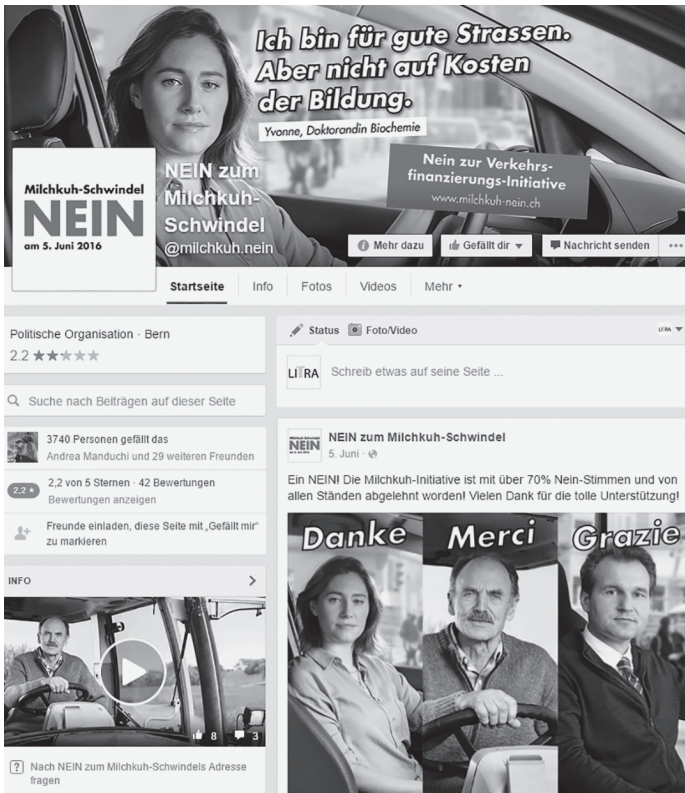 Ich bin für gute Strassen.
Aber nicht auf Kosten
der Bildung.
Yvonne, Doktorandin Biochemie
Nein zur Verkehrs-
finanzierungs-Initiative
www.milchkuh-nein.ch
Milchkuh-Schwindel
NEIN
am 5. Juni 2016
NEIN zum
Milchkuh-
Schwindel
@milchkuh.nein
Mehr dazu
Gefällt dir
Nachricht senden
Startseite Info Fotos Videos Mehr
Politische Organisation · Bern
2.2
Suche nach Beiträgen auf dieser Seite
3740 Personen gefällt das
Andrea Manduchi und 29 weiteren Freunden
2,2
2,2 von 5 Sternen · 42 Bewertungen
Bewertungen anzeigen
Freunde einladen, diese Seite mit „Gefällt mir“
zu markieren
INFO
8 3
Nach NEIN zum Milchkuh-Schwindels Adresse
fragen
Status Foto/Video
LITRA
LITRA
Schreib etwas auf seine Seite ...
Milchkuh-Schwindel
NEIN
NEIN zum Milchkuh-Schwindel
5. Juni ·
Ein NEIN! Die Milchkuh-Initiative ist mit über 70% Nein-Stimmen und von
allen Ständen abgelehnt worden! Vielen Dank für die tolle Unterstützung!
Danke Merci Grazie